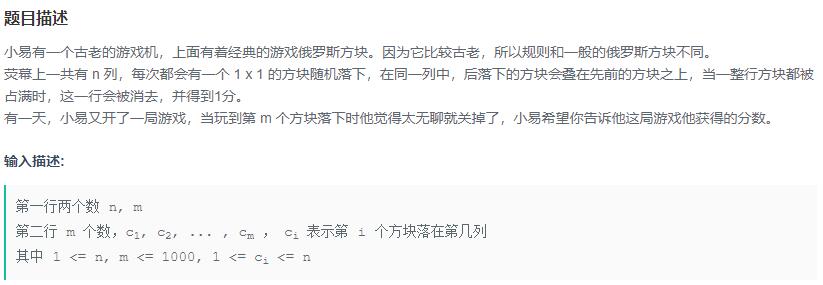 题目描述
小易有一个古老的游戏机，上面有着经典的游戏俄罗斯方块。因为它比较古老，所以规则和一般的俄罗斯方块不同。
荧幕上一共有 n 列，每次都会有一个 1 x 1 的方块随机落下，在同一列中，后落下的方块会叠在先前的方块之上，当一整行方块都被
占满时，这一行会被消去，并得到1分。
有一天，小易又开了一局游戏，当玩到第 m 个方块落下时他觉得太无聊就关掉了，小易希望你告诉他这局游戏他获得的分数。
输入描述:
第一行两个数 n, m
第二行 m 个数，c1, c2, ... , cm ， ci 表示第 i 个方块落在第几列
其中 1 <= n, m <= 1000, 1 <= ci <= n